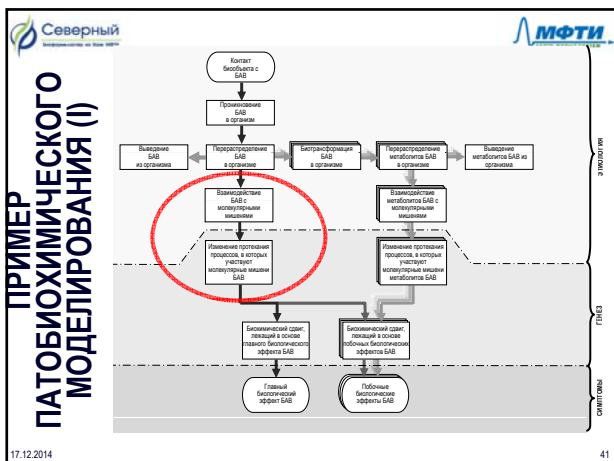 Северный
МФТИ
ПРИМЕР
ПАТОБИОХИМИЧЕСКОГО
МОДЕЛИРОВАНИЯ (I)
Контакт
биообъекта с
БАВ
Проникновение
БАВ
в организм
Выведение
БАВ
из организма
Перераспределение
БАВ
в организме
Биотрансформация
БАВ
в организме
Перераспределение
метаболитов БАВ
в организме
Выведение
метаболитов БАВ из
организма
Взаимодействие
БАВ с
молекулярными
мишенями
Взаимодействие
метаболитов БАВ с
молекулярными
мишенями
Изменение протекания
процессов, в которых
участвуют
молекулярные мишени
БАВ
Изменение протекания
процессов, в которых
участвуют
молекулярные мишени
метаболитов БАВ
Биохимический сдвиг,
лежащий в основе
главного биологического
эффекта БАВ
Биохимический сдвиг,
лежащий в основе
побочных биологических
эффектов БАВ
Главный
биологический
эффект БАВ
Побочные
биологические
эффекты БАВ
ЭТИОЛОГИЯ
ГЕНЕЗ
СИМПТОМЫ
17.12.2014
41